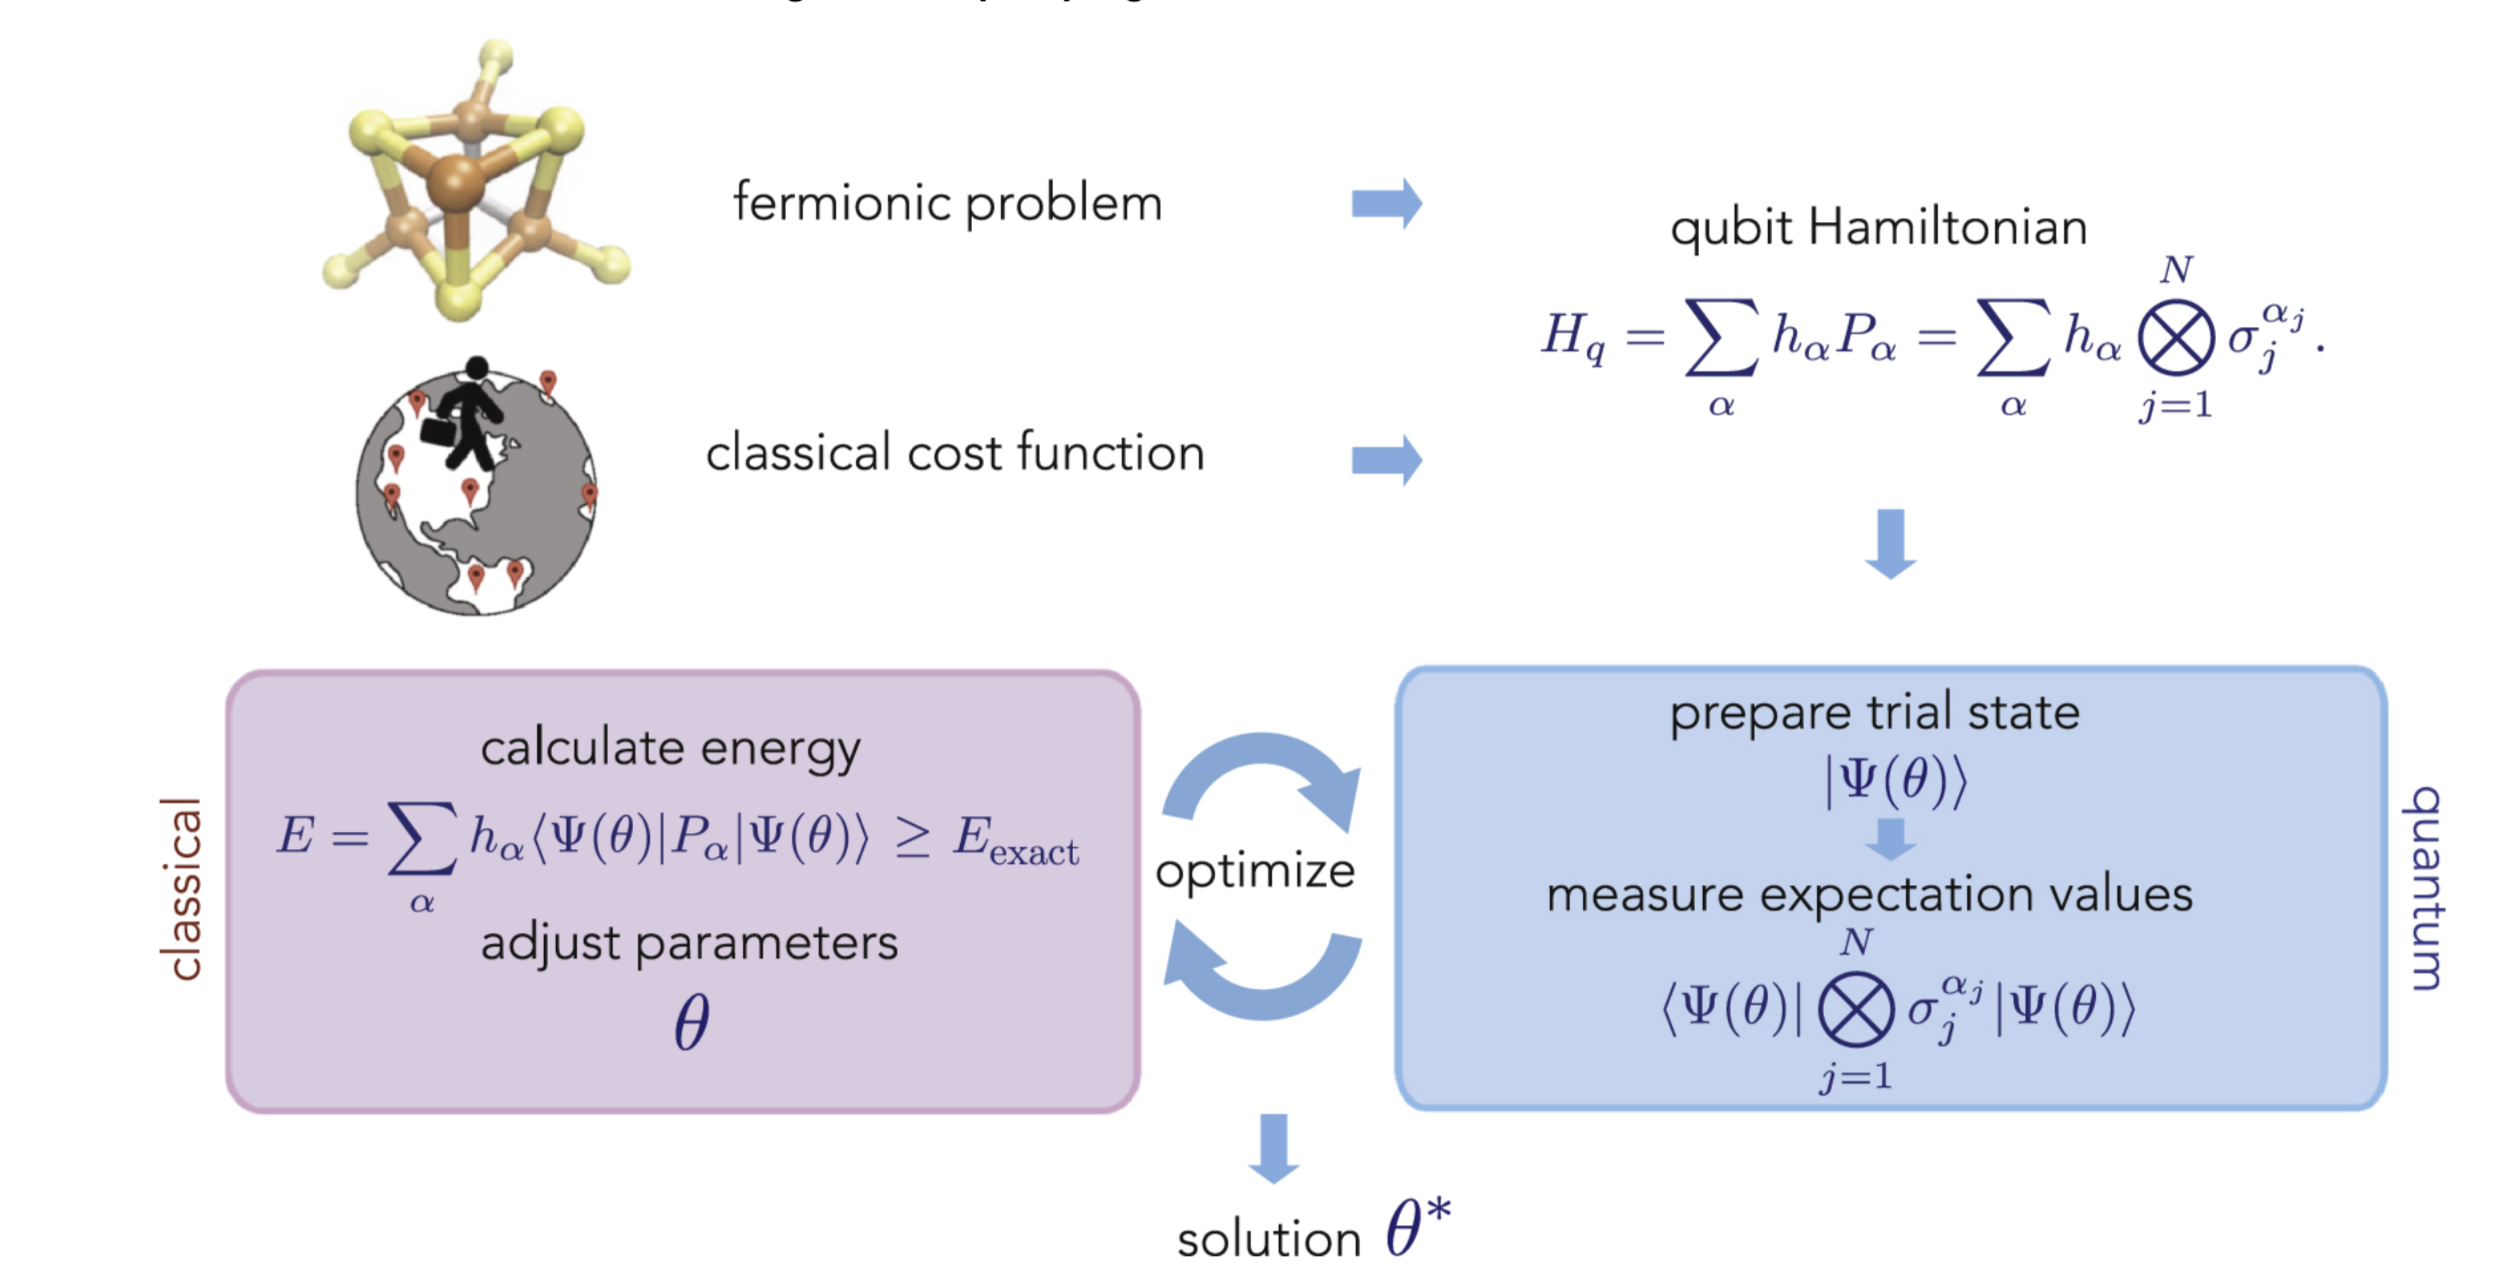 fermionic problem
qubit Hamiltonian
H_q = ∑_α h_α P_α = ∑_α h_α ⨂_{j=1}^{N} σ_j^{α_j}.
classical cost function
classical
calculate energy
E = ∑_α h_α ⟨Ψ(θ)|P_α|Ψ(θ)⟩ ≥ E_exact
adjust parameters
θ
optimize
prepare trial state
|Ψ(θ)⟩
measure expectation values
⟨Ψ(θ)| ⨂_{j=1}^{N} σ_j^{α_j} |Ψ(θ)⟩
quantum
solution θ*